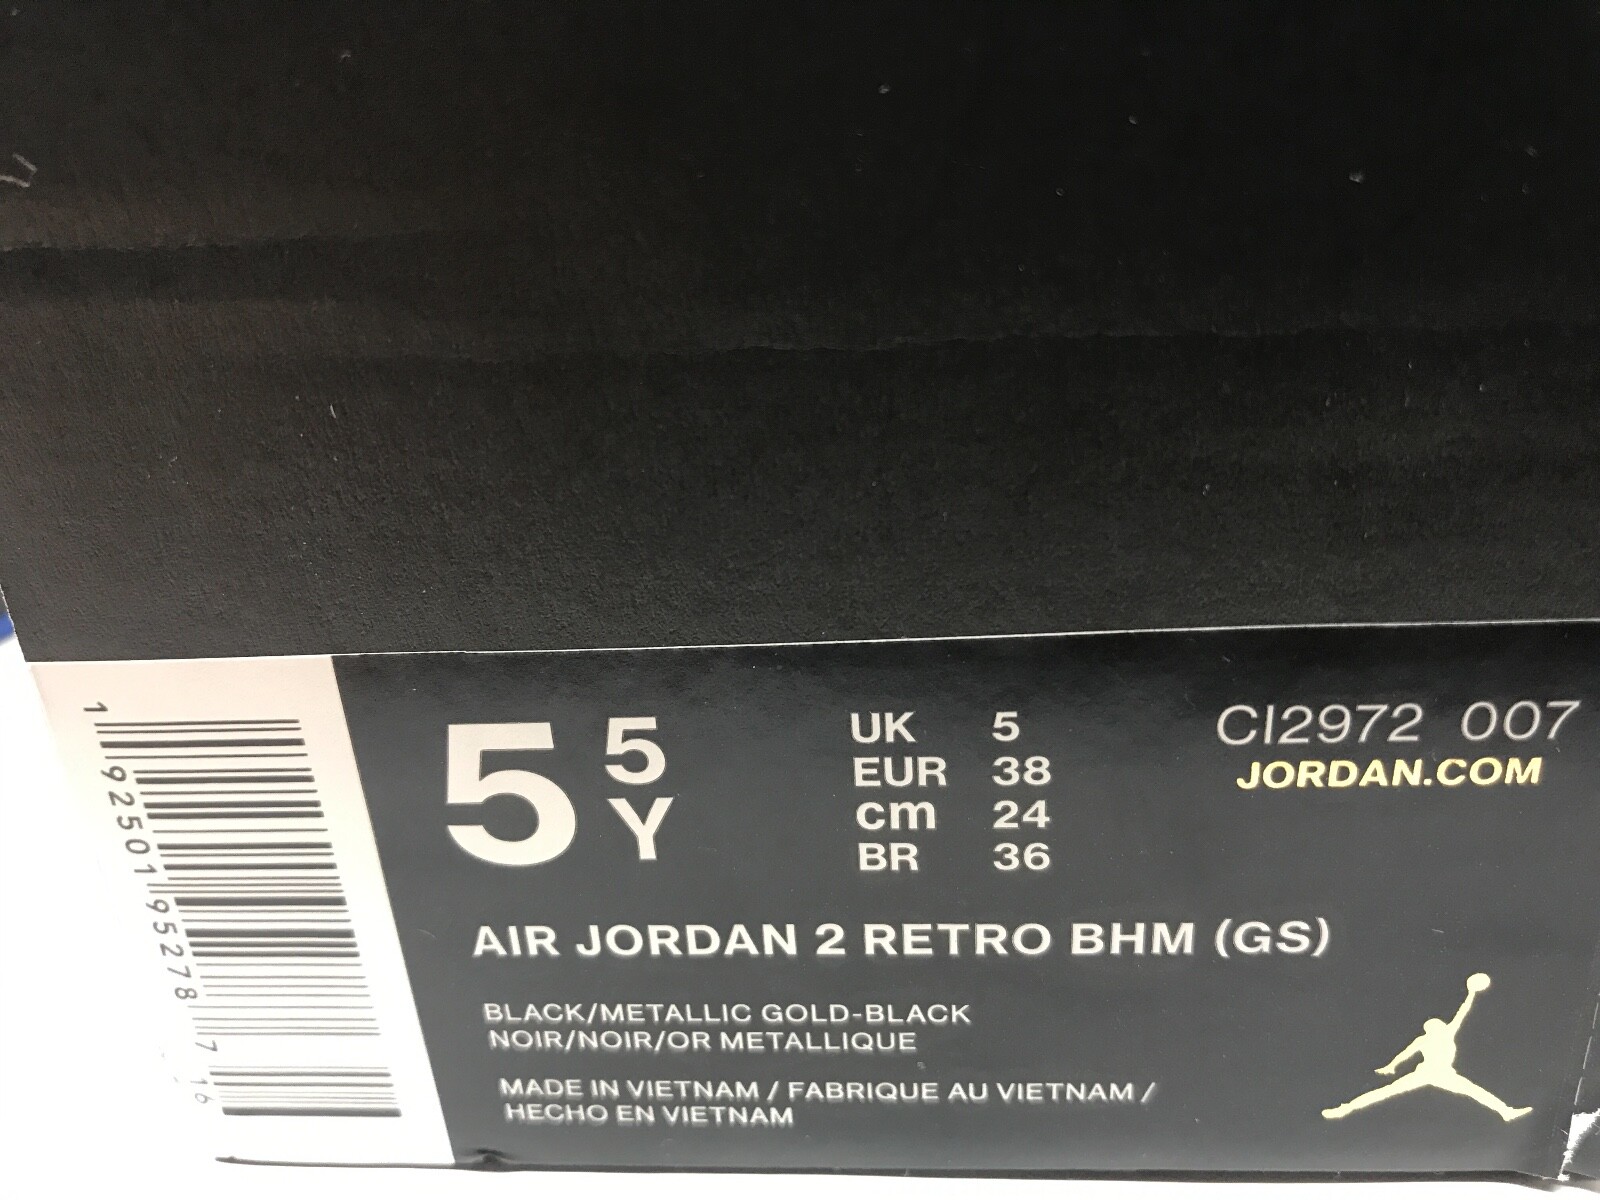 1 92501 95278 7 16
5 5
Y
UK 5
EUR 38
cm 24
BR 36
CI2972 007
JORDAN.COM
AIR JORDAN 2 RETRO BHM (GS)
BLACK/METALLIC GOLD-BLACK
NOIR/NOIR/OR METALLIQUE
MADE IN VIETNAM / FABRIQUE AU VIETNAM /
HECHO EN VIETNAM